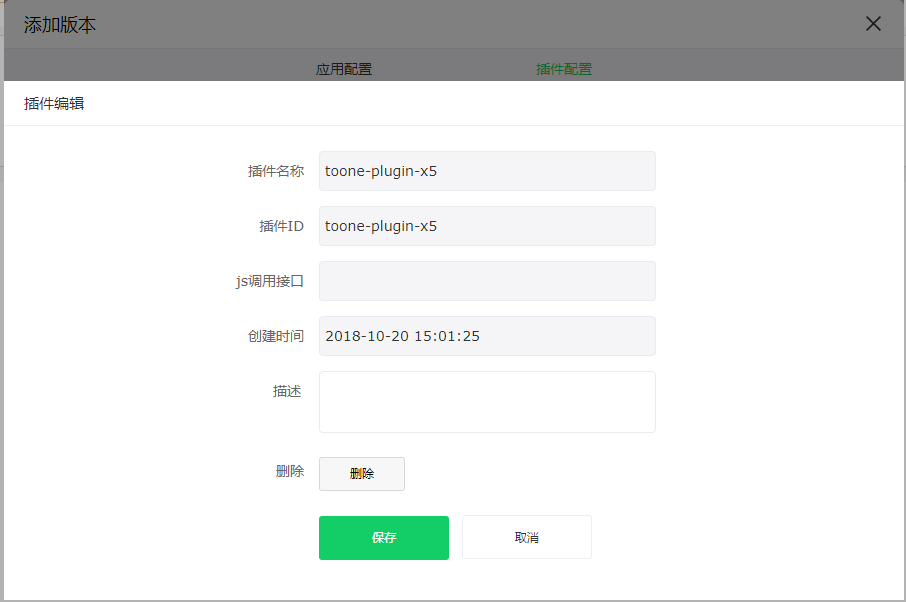 添加版本
应用配置 插件配置
插件编辑
插件名称 toone-plugin-x5
插件ID toone-plugin-x5
js调用接口
创建时间 2018-10-20 15:01:25
描述
删除 删除
保存 取消